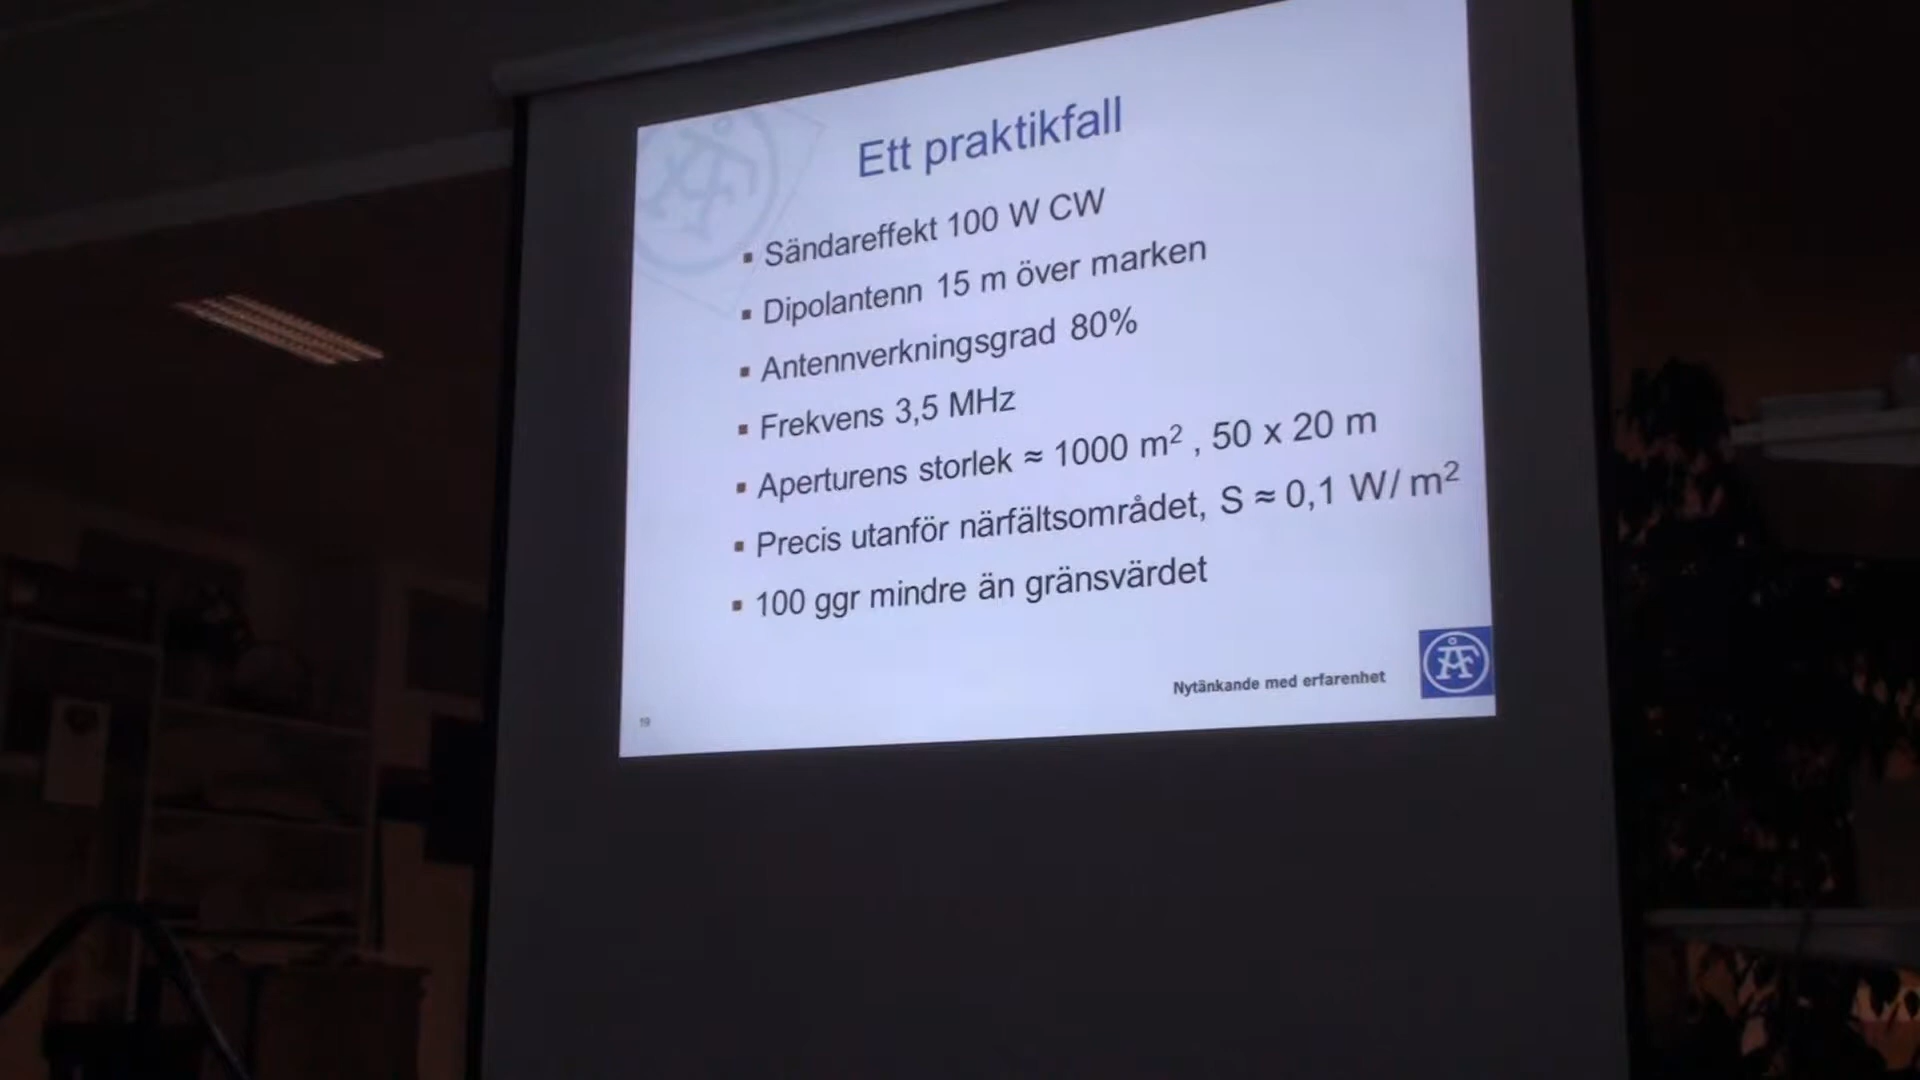 Ett praktikfall
▪ Sändareffekt 100 W CW
▪ Dipolantenn 15 m över marken
▪ Antennverkningsgrad 80%
▪ Frekvens 3,5 MHz
▪ Aperturens storlek ≈ 1000 m² , 50 x 20 m
▪ Precis utanför närfältsområdet, S ≈ 0,1 W/ m²
▪ 100 ggr mindre än gränsvärdet
Nytänkande med erfarenhet
ÅF
19